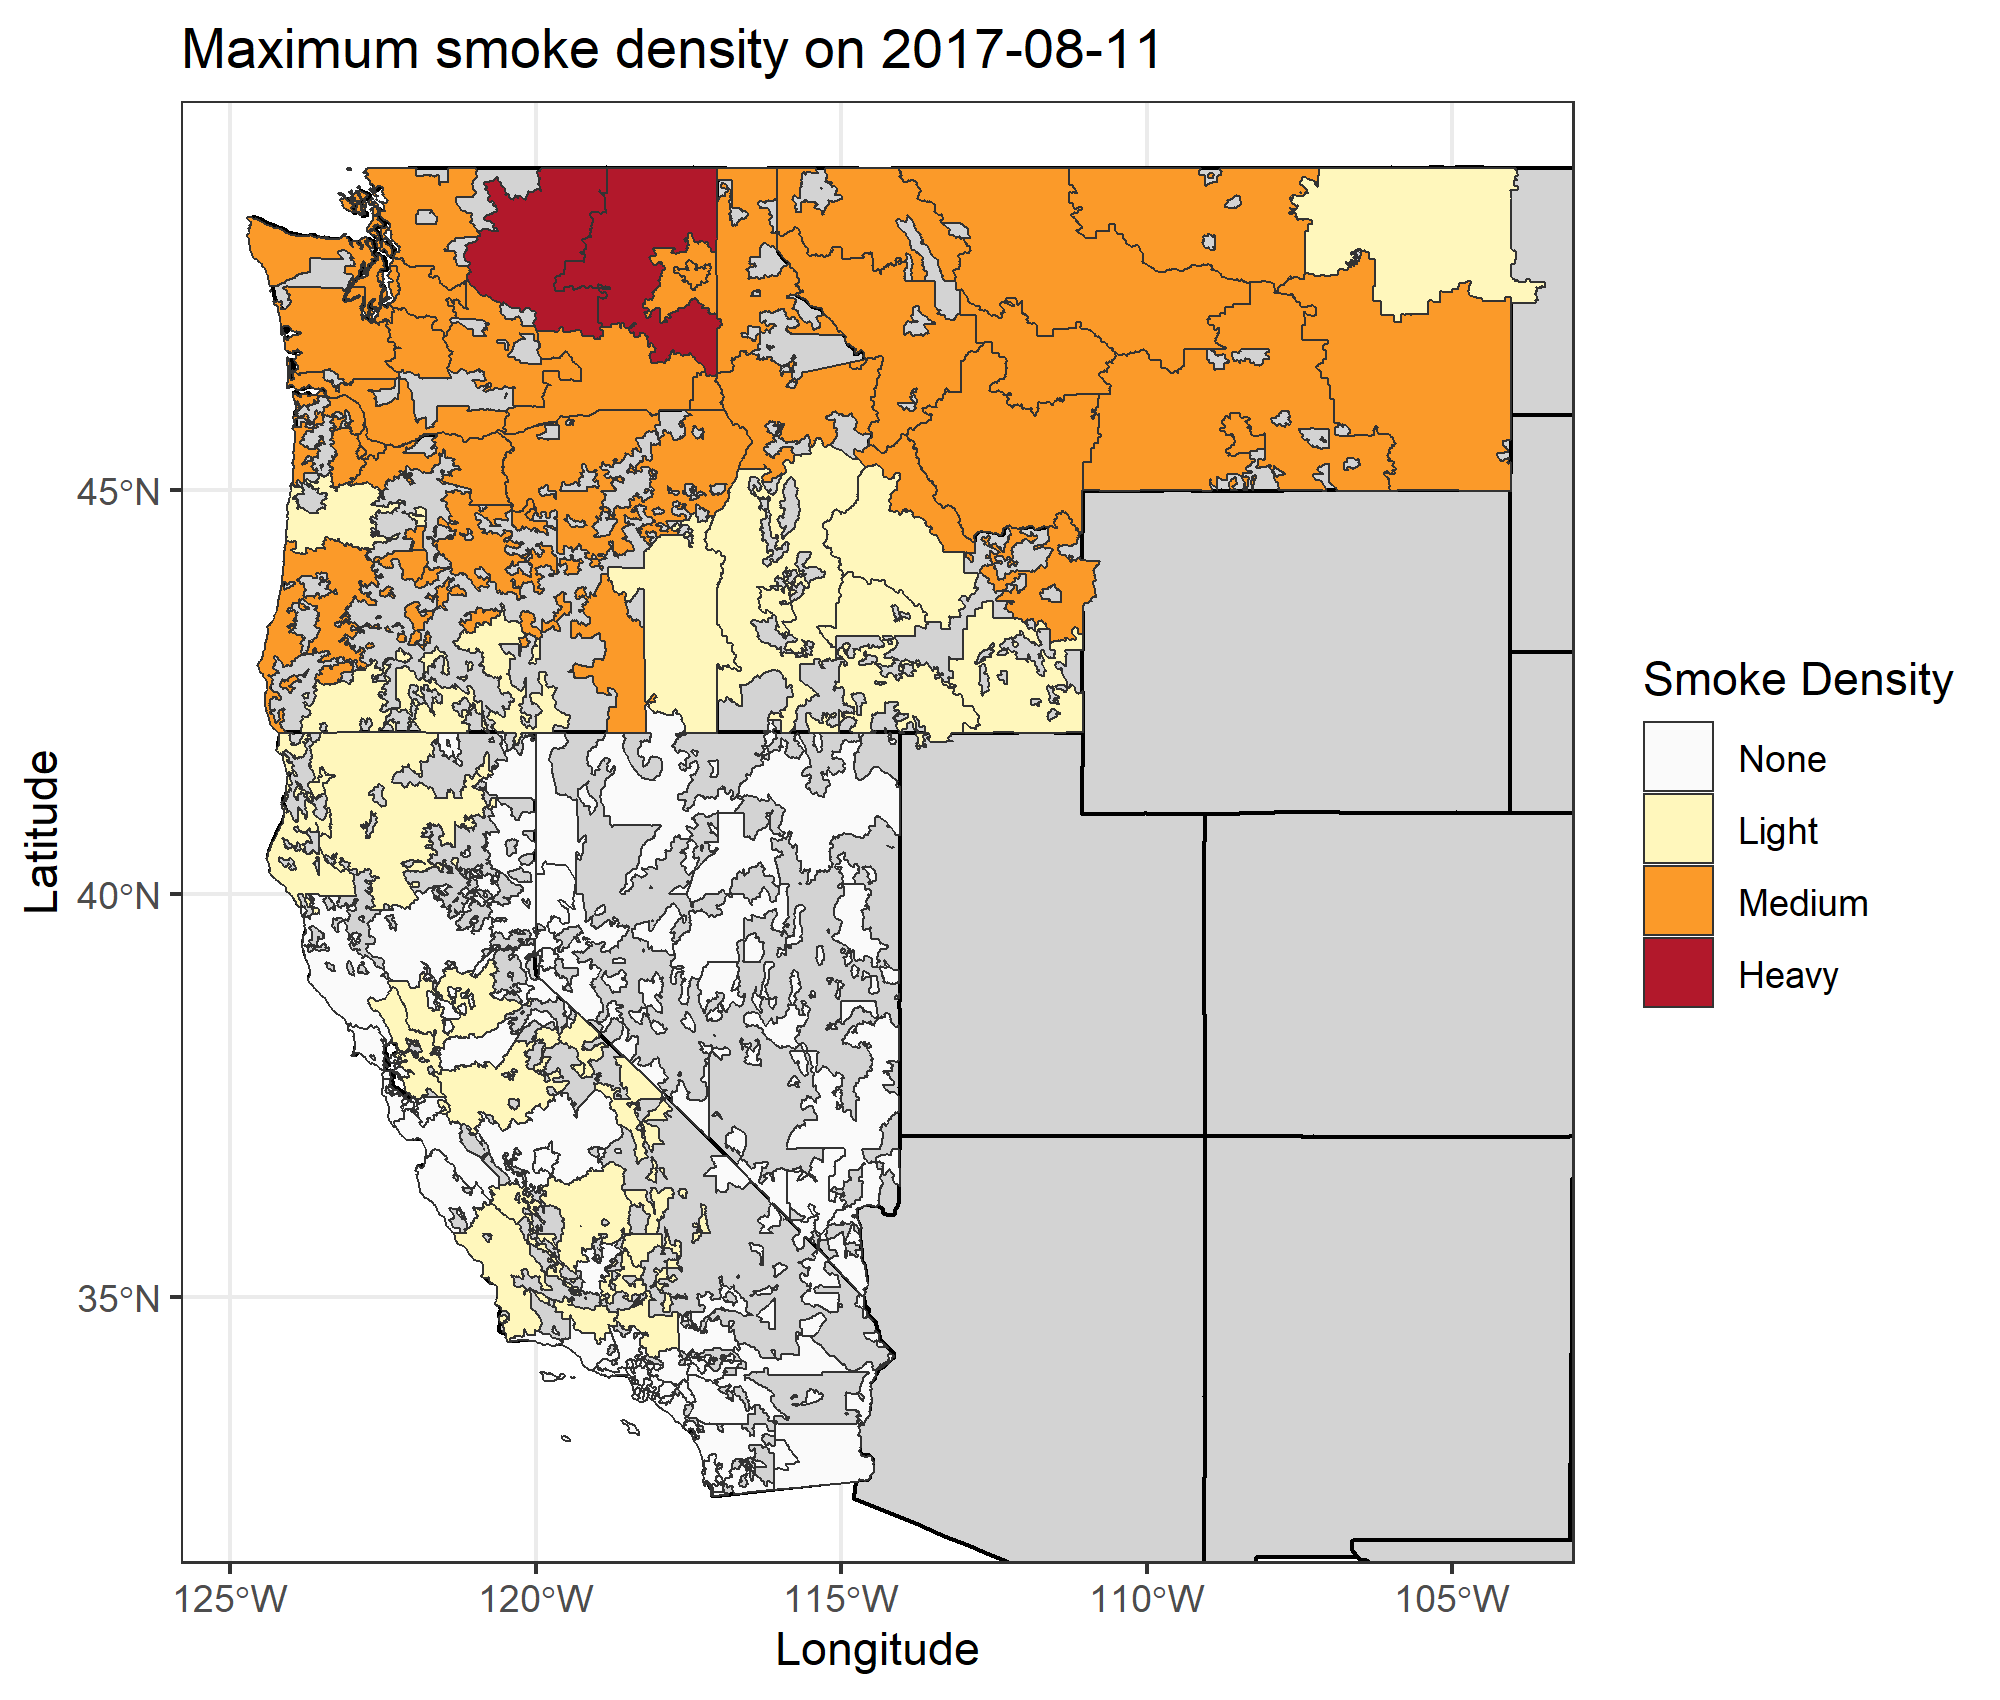 Maximum smoke density on 2017-08-11
45°N
40°N
35°N
Latitude
125°W 120°W 115°W 110°W 105°W
Longitude
Smoke Density
None
Light
Medium
Heavy